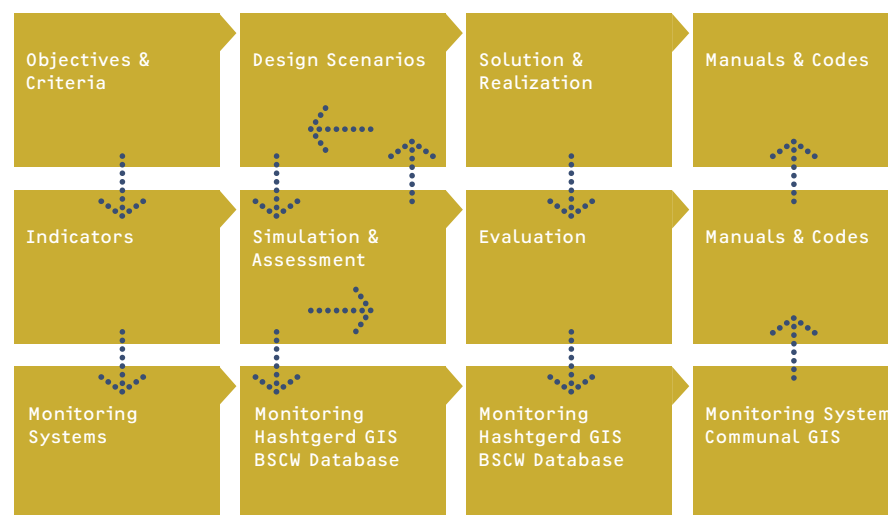 Objectives &
Criteria
Design Scenarios
Solution &
Realization
Manuals & Codes
Indicators
Simulation &
Assessment
Evaluation
Manuals & Codes
Monitoring
Systems
Monitoring
Hashtgerd GIS
BSCW Database
Monitoring
Hashtgerd GIS
BSCW Database
Monitoring System
Communal GIS